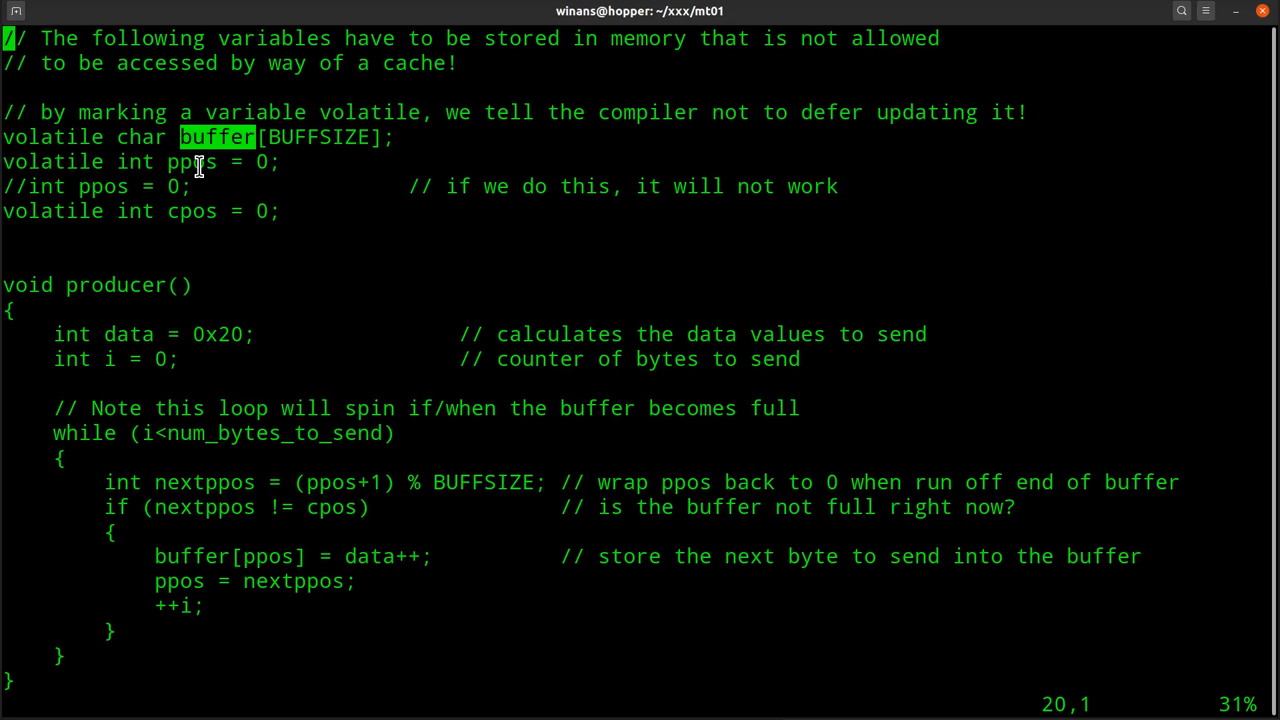 winans@hopper: ~/xxx/mt01
// The following variables have to be stored in memory that is not allowed
// to be accessed by way of a cache!
// by marking a variable volatile, we tell the compiler not to defer updating it!
volatile char buffer[BUFFSIZE];
volatile int ppos = 0;
//int ppos = 0; // if we do this, it will not work
volatile int cpos = 0;
void producer()
{
int data = 0x20; // calculates the data values to send
int i = 0; // counter of bytes to send
// Note this loop will spin if/when the buffer becomes full
while (i<num_bytes_to_send)
{
int nextppos = (ppos+1) % BUFFSIZE; // wrap ppos back to 0 when run off end of buffer
if (nextppos != cpos) // is the buffer not full right now?
{
buffer[ppos] = data++; // store the next byte to send into the buffer
ppos = nextppos;
++i;
}
}
}
20,1 31%